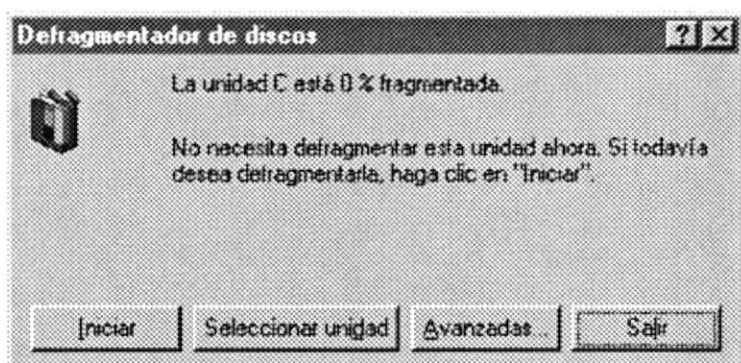 Defragmentador de discos
La unidad C está 0 % fragmentada.
No necesita defragmentar esta unidad ahora. Si todavía
desea defragmentarla, haga clic en "Iniciar".
Iniciar Seleccionar unidad Avanzadas... Salir